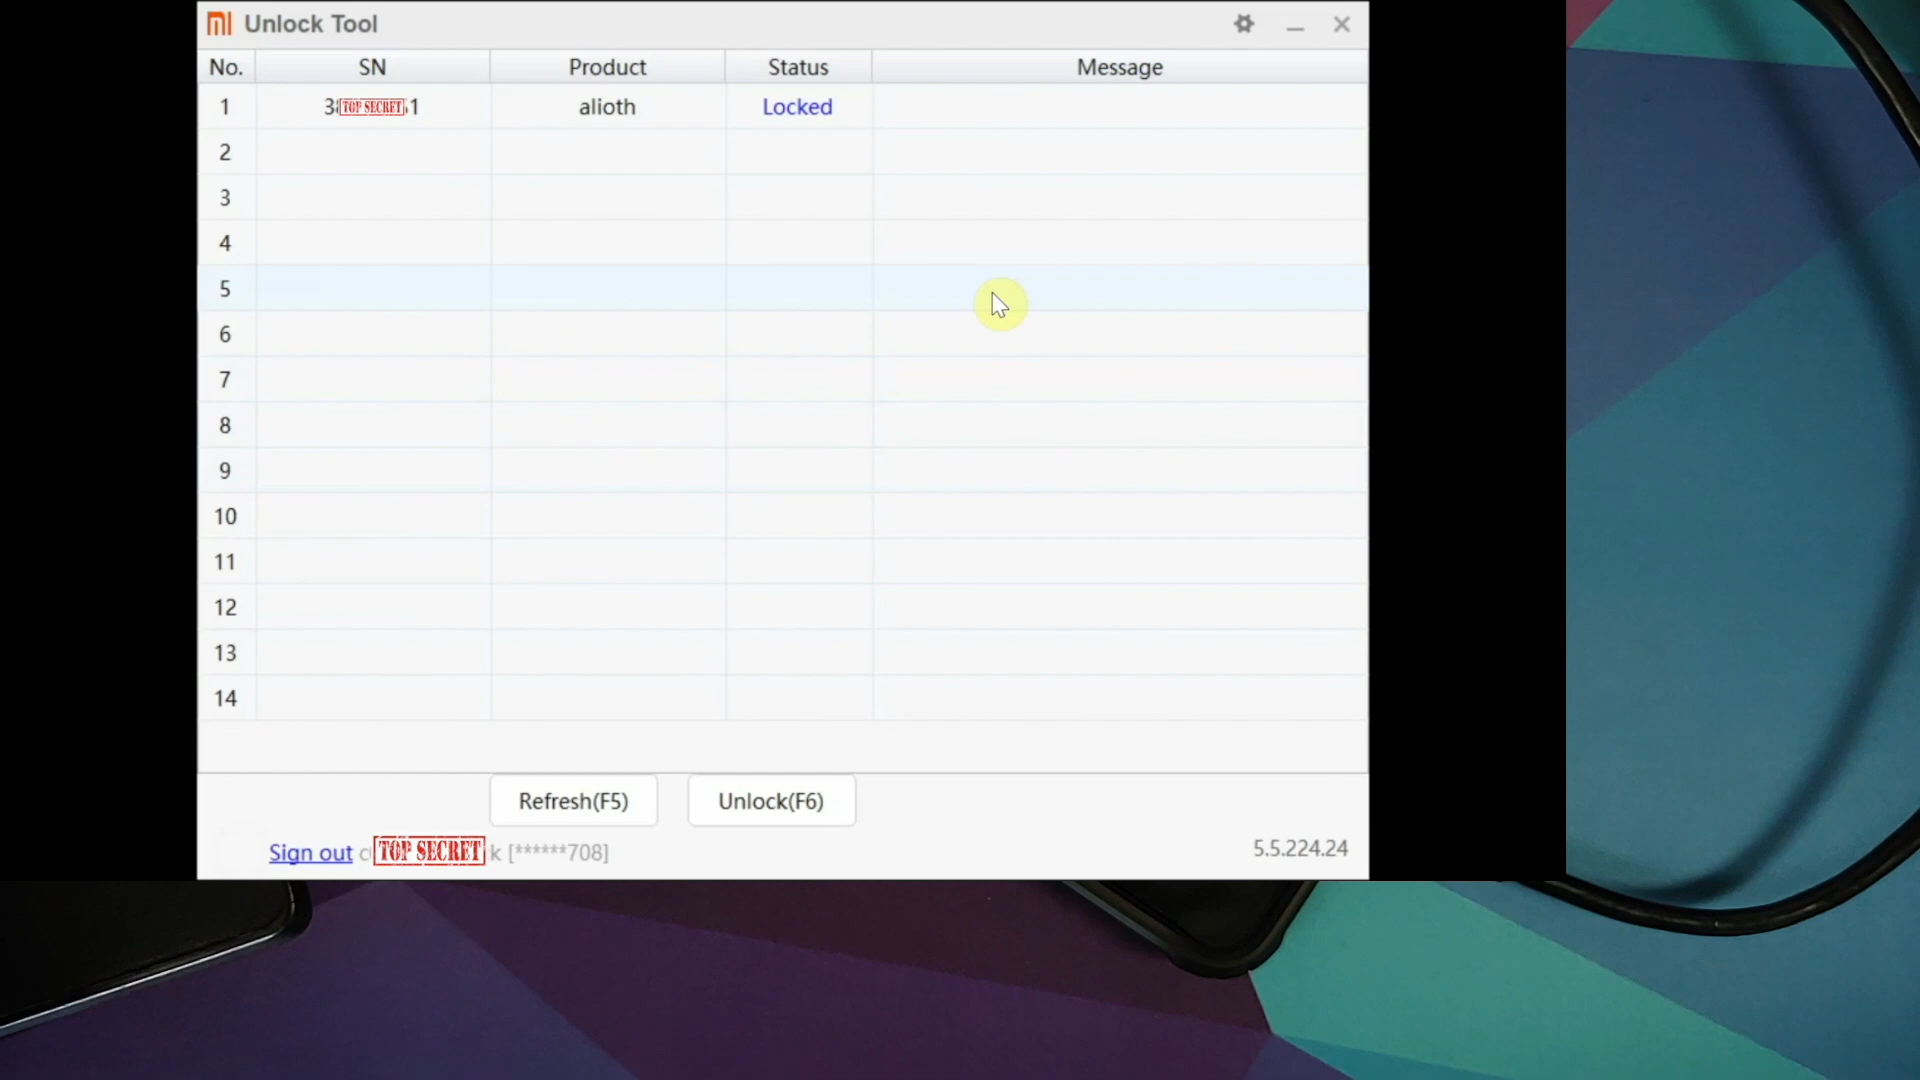 Unlock Tool
No. SN Product Status Message
1 3 TOP SECRET 1 alioth Locked
2
3
4
5
6
7
8
9
10
11
12
13
14
Refresh(F5) Unlock(F6)
Sign out TOP SECRET k [******708] 5.5.224.24